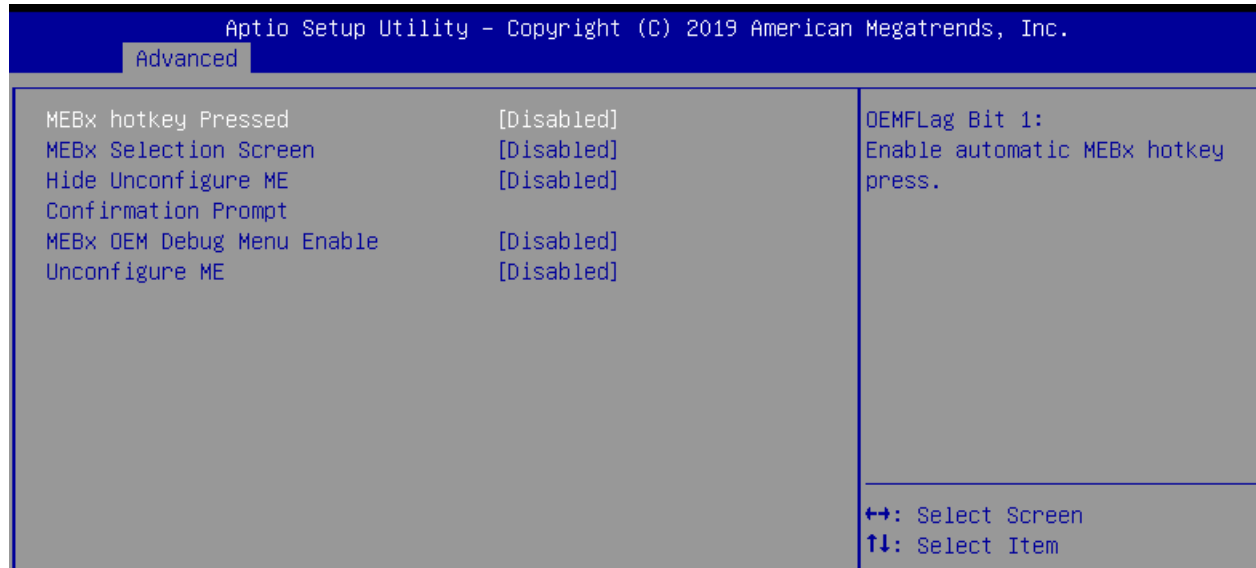 Aptio Setup Utility – Copyright (C) 2019 American Megatrends, Inc.
Advanced
MEBx hotkey Pressed [Disabled]
MEBx Selection Screen [Disabled]
Hide Unconfigure ME [Disabled]
Confirmation Prompt
MEBx OEM Debug Menu Enable [Disabled]
Unconfigure ME [Disabled]
OEMFLag Bit 1:
Enable automatic MEBx hotkey
press.
↔: Select Screen
↑↓: Select Item